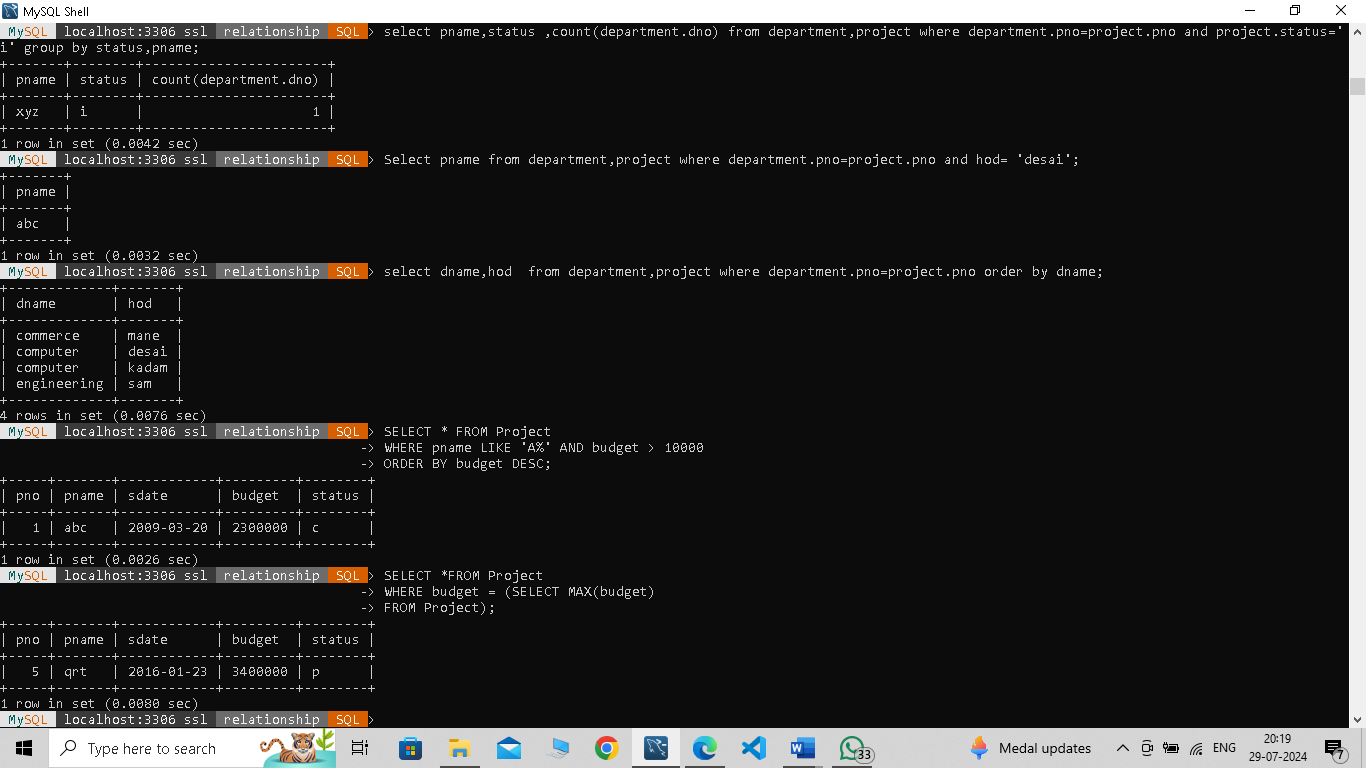 MySQL Shell
MySQL localhost:3306 ssl relationship SQL > select pname,status ,count(department.dno) from department,project where department.pno=project.pno and project.status='
i' group by status,pname;
+-------+--------+-----------------------+
| pname | status | count(department.dno) |
+-------+--------+-----------------------+
| xyz   | i      |                     1 |
+-------+--------+-----------------------+
1 row in set (0.0042 sec)
MySQL localhost:3306 ssl relationship SQL > Select pname from department,project where department.pno=project.pno and hod= 'desai';
+-------+
| pname |
+-------+
| abc   |
+-------+
1 row in set (0.0032 sec)
MySQL localhost:3306 ssl relationship SQL > select dname,hod  from department,project where department.pno=project.pno order by dname;
+-------------+-------+
| dname       | hod   |
+-------------+-------+
| commerce    | mane  |
| computer    | desai |
| computer    | kadam |
| engineering | sam   |
+-------------+-------+
4 rows in set (0.0076 sec)
MySQL localhost:3306 ssl relationship SQL > SELECT * FROM Project
-> WHERE pname LIKE 'A%' AND budget > 10000
-> ORDER BY budget DESC;
+-----+-------+------------+---------+--------+
| pno | pname | sdate      | budget  | status |
+-----+-------+------------+---------+--------+
|   1 | abc   | 2009-03-20 | 2300000 | c      |
+-----+-------+------------+---------+--------+
1 row in set (0.0026 sec)
MySQL localhost:3306 ssl relationship SQL > SELECT *FROM Project
-> WHERE budget = (SELECT MAX(budget)
-> FROM Project);
+-----+-------+------------+---------+--------+
| pno | pname | sdate      | budget  | status |
+-----+-------+------------+---------+--------+
|   5 | qrt   | 2016-01-23 | 3400000 | p      |
+-----+-------+------------+---------+--------+
1 row in set (0.0080 sec)
MySQL localhost:3306 ssl relationship SQL >
Type here to search
33
Medal updates
ENG
20:19
29-07-2024
7